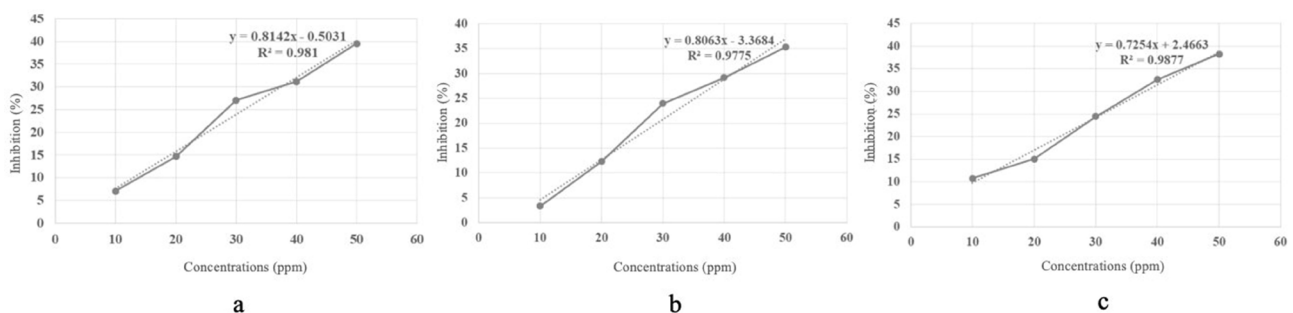 45
40
35
30
25
20
15
10
5
0
Inhibition (%)
y = 0.8142x - 0.5031
R² = 0.981
0 10 20 30 40 50 60
Concentrations (ppm)
a
40
35
30
25
20
15
10
5
0
Inhibition (%)
y = 0.8063x - 3.3684
R² = 0.9775
0 10 20 30 40 50 60
Concentrations (ppm)
b
45
40
35
30
25
20
15
10
5
0
Inhibition (%)
y = 0.7254x + 2.4663
R² = 0.9877
0 10 20 30 40 50 60
Concentrations (ppm)
c